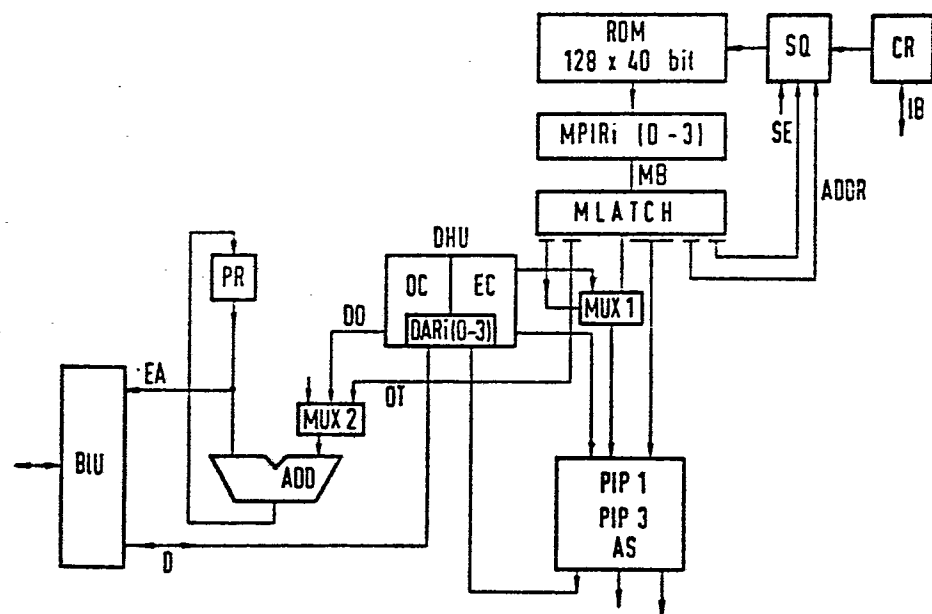 ROM
128 x 40 bit
SQ
CR
IB
SE
ADDR
MPIRi (0-3)
MB
MLATCH
DHU
PR
OC
EC
MUX 1
DO
DARi(0-3)
EA
OT
MUX 2
BIU
ADD
PIP 1
PIP 3
AS
D